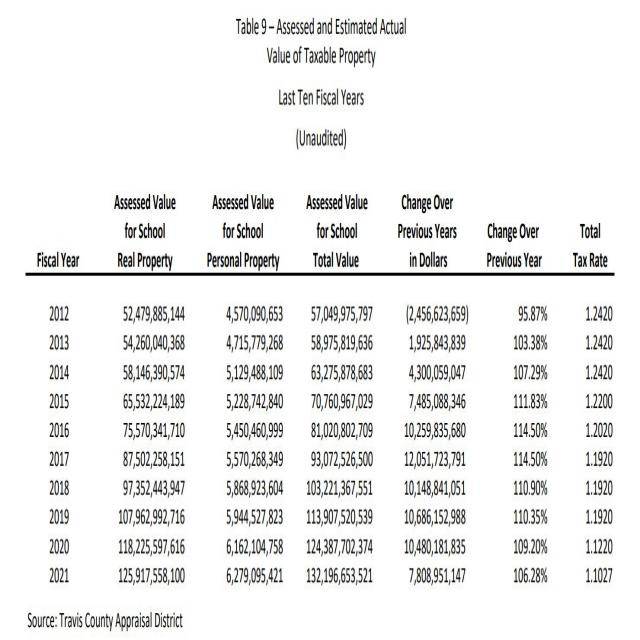 Table 9 – Assessed and Estimated Actual
Value of Taxable Property
Last Ten Fiscal Years
(Unaudited)
Assessed Value Assessed Value Assessed Value Change Over
for School for School for School Previous Years Change Over Total
Fiscal Year Real Property Personal Property Total Value in Dollars Previous Year Tax Rate
2012 52,479,885,144 4,570,090,653 57,049,975,797 (2,456,623,659) 95.87% 1.2420
2013 54,260,040,368 4,715,779,268 58,975,819,636 1,925,843,839 103.38% 1.2420
2014 58,146,390,574 5,129,488,109 63,275,878,683 4,300,059,047 107.29% 1.2420
2015 65,532,224,189 5,228,742,840 70,760,967,029 7,485,088,346 111.83% 1.2200
2016 75,570,341,710 5,450,460,999 81,020,802,709 10,259,835,680 114.50% 1.2020
2017 87,502,258,151 5,570,268,349 93,072,526,500 12,051,723,791 114.50% 1.1920
2018 97,352,443,947 5,868,923,604 103,221,367,551 10,148,841,051 110.90% 1.1920
2019 107,962,992,716 5,944,527,823 113,907,520,539 10,686,152,988 110.35% 1.1920
2020 118,225,597,616 6,162,104,758 124,387,702,374 10,480,181,835 109.20% 1.1220
2021 125,917,558,100 6,279,095,421 132,196,653,521 7,808,951,147 106.28% 1.1027
Source: Travis County Appraisal District